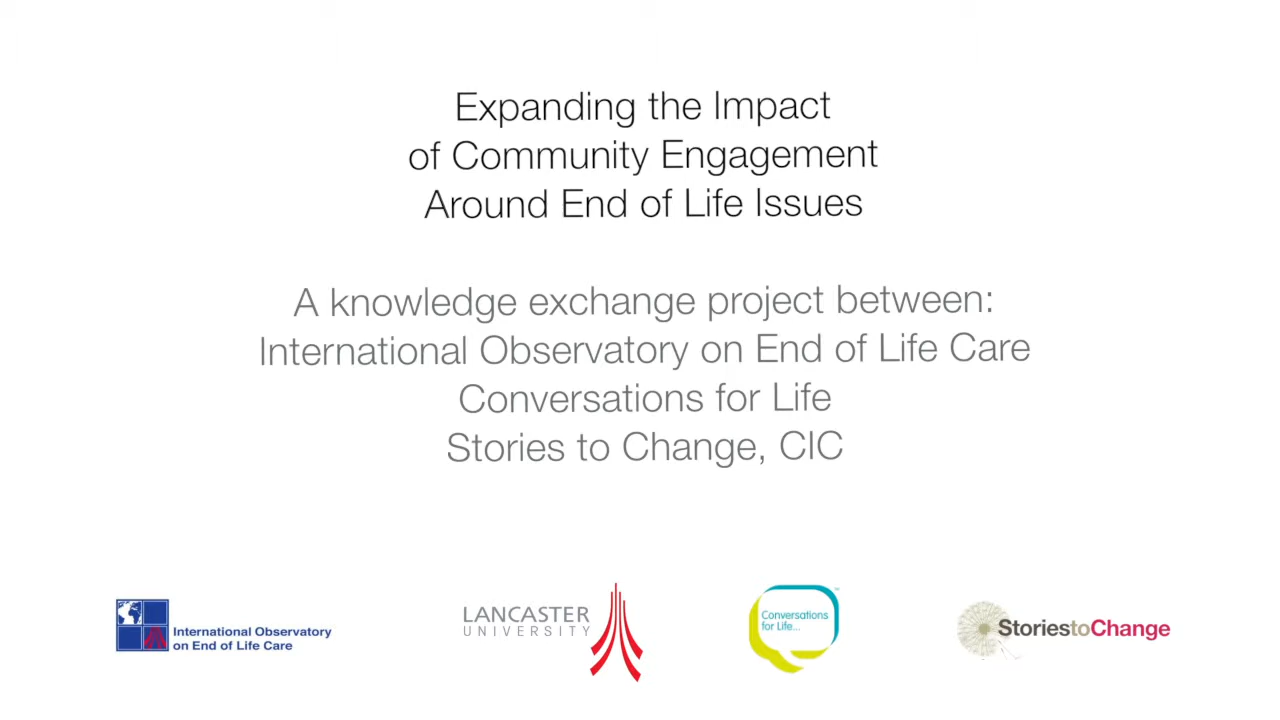 Expanding the Impact
of Community Engagement
Around End of Life Issues
A knowledge exchange project between:
International Observatory on End of Life Care
Conversations for Life
Stories to Change, CIC
International Observatory
on End of Life Care
LANCASTER
UNIVERSITY
Conversations
for Life...
StoriestoChange